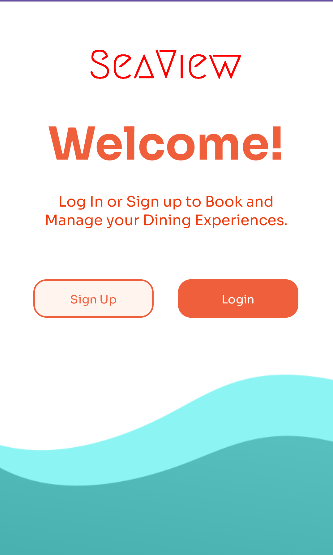 SeaView
Welcome!
Log In or Sign up to Book and
Manage your Dining Experiences.
Sign Up
Login